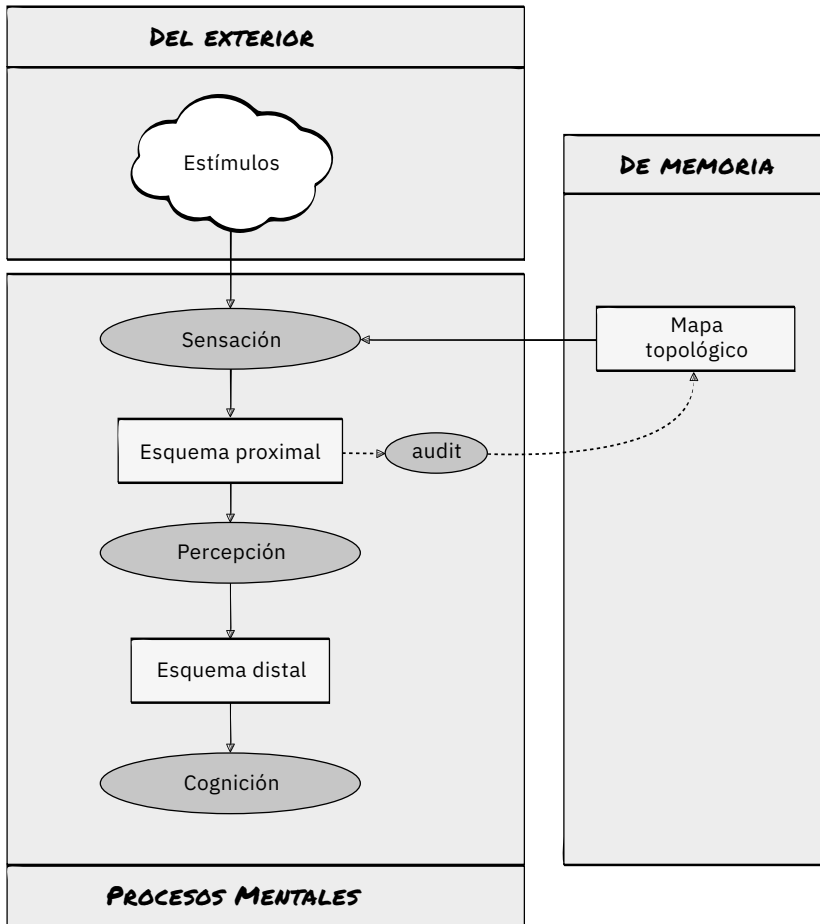 DEL EXTERIOR
Estímulos
DE MEMORIA
Sensación
Mapa
topológico
Esquema proximal
audit
Percepción
Esquema distal
Cognición
PROCESOS MENTALES